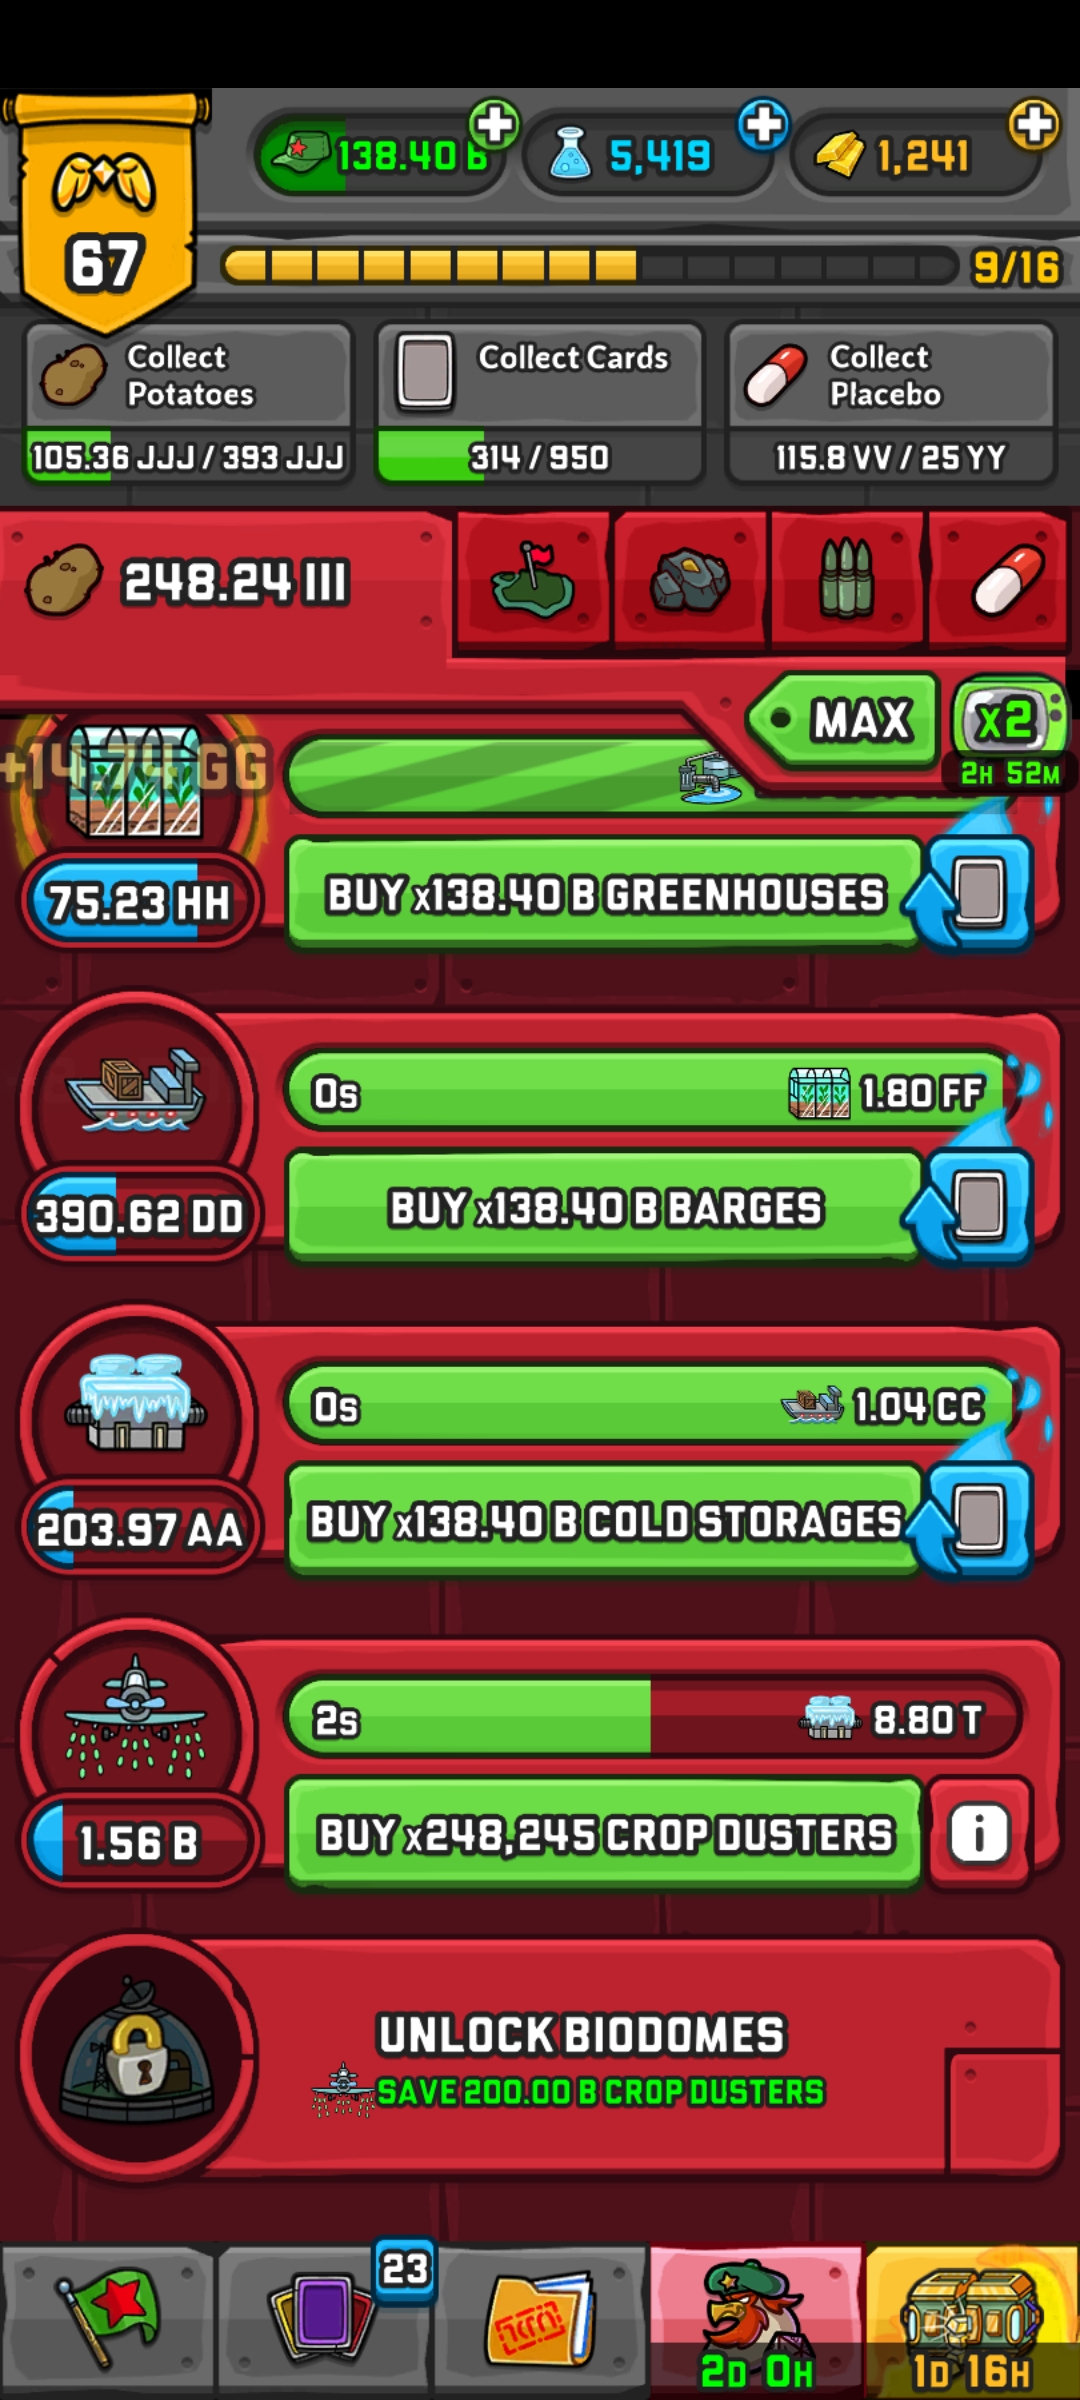 138.40 B
5,419
1,241
67
9/16
Collect
Potatoes
105.36 JJJ / 393 JJJ
Collect Cards
314 / 950
Collect
Placebo
115.8 VV / 25 YY
248.24 III
MAX
x2
2H 52M
+14.74 GG
75.23 HH
BUY x138.40 B GREENHOUSES
0s
1.80 FF
390.62 DD
BUY x138.40 B BARGES
0s
1.04 CC
203.97 AA
BUY x138.40 B COLD STORAGES
2s
8.80 T
1.56 B
BUY x248,245 CROP DUSTERS
i
UNLOCK BIODOMES
SAVE 200.00 B CROP DUSTERS
23
2D 0H
1D 16H